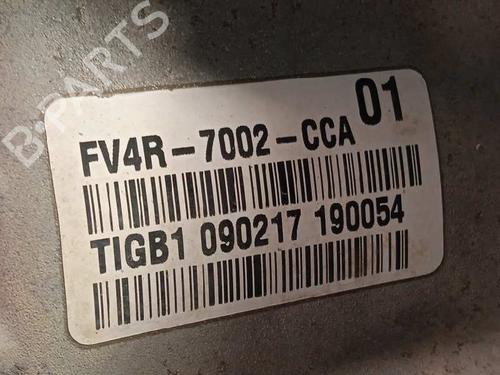 B-PARTS
01
FV4R-7002-CCA
TIGB1 090217 190054